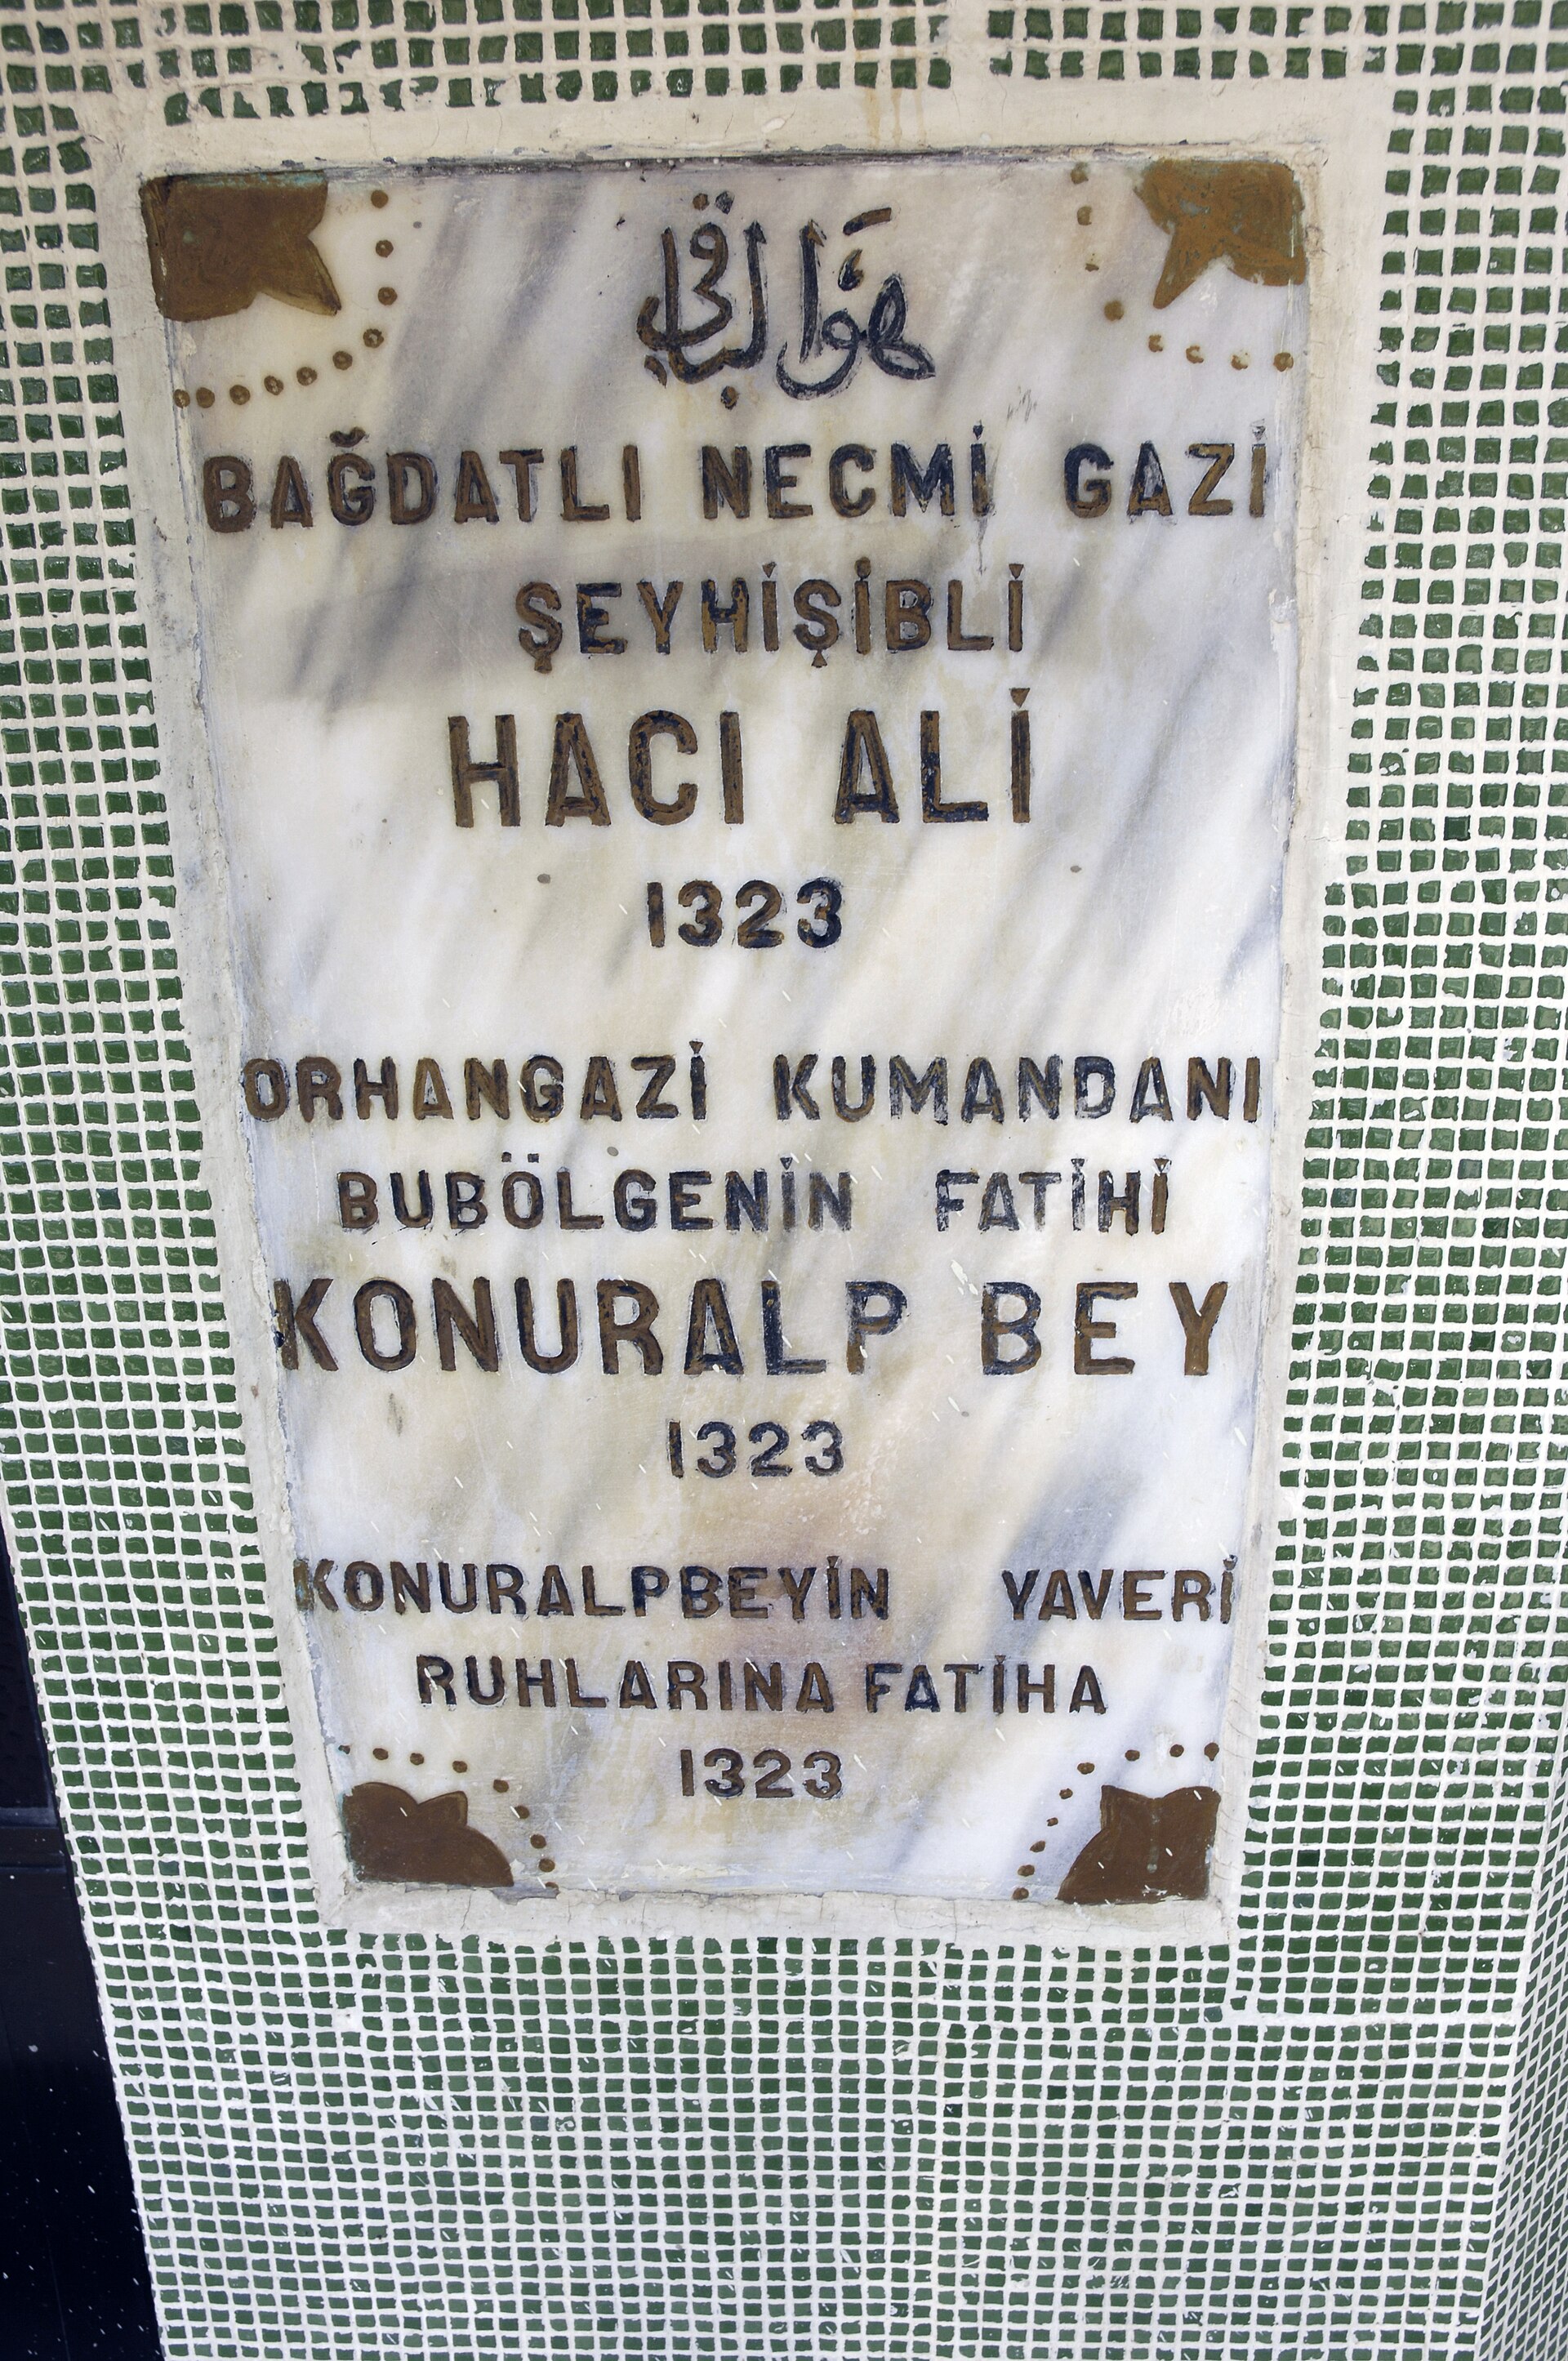 هو الباقي
BAĞDATLI NECMİ GAZİ
ŞEYHİŞİBLİ
HACI ALİ
1323
ORHANGAZİ KUMANDANI
BUBÖLGENİN FATİHİ
KONURALP BEY
1323
KONURALPBEYİN YAVERİ
RUHLARINA FATİHA
1323